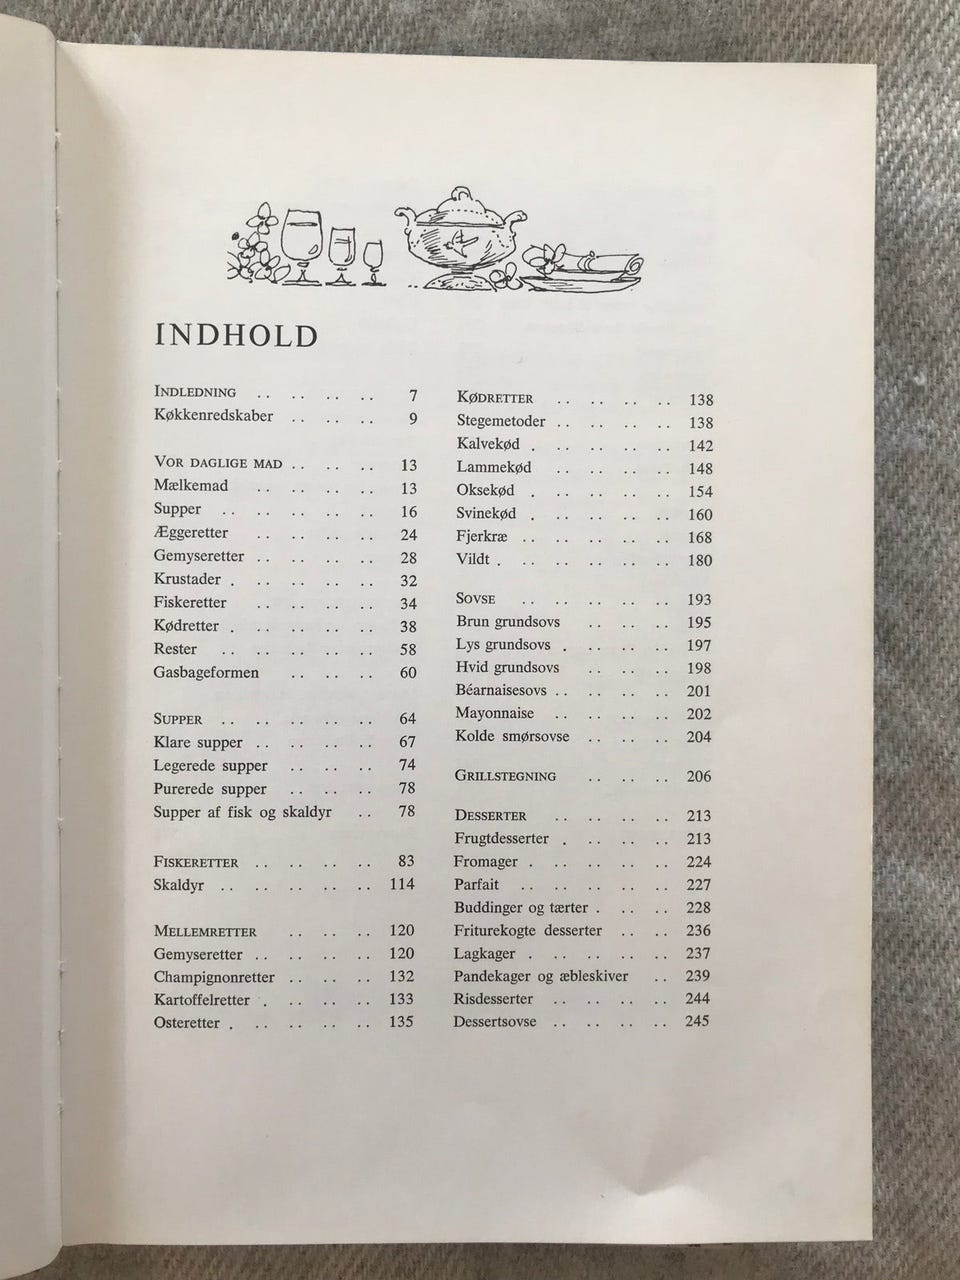 INDHOLD
INDLEDNING .. .. .. .. 7
Køkkenredskaber .. .. .. 9
VOR DAGLIGE MAD .. .. .. 13
Mælkemad .. .. .. .. 13
Supper .. .. .. .. .. 16
Æggeretter .. .. .. .. 24
Gemyseretter .. .. .. .. 28
Krustader . .. .. .. .. 32
Fiskeretter .. .. .. .. 34
Kødretter . .. .. .. .. 38
Rester .. .. .. .. .. 58
Gasbageformen .. .. .. 60
SUPPER .. .. .. .. .. 64
Klare supper .. .. .. .. 67
Legerede supper .. .. .. 74
Purerede supper .. .. .. 78
Supper af fisk og skaldyr .. 78
FISKERETTER .. .. .. .. 83
Skaldyr .. .. .. .. .. 114
MELLEMRETTER .. .. .. 120
Gemyseretter .. .. .. .. 120
Champignonretter .. .. .. 132
Kartoffelretter . .. .. .. 133
Osteretter . .. .. .. .. 135
KØDRETTER .. .. .. .. 138
Stegemetoder .. .. .. .. 138
Kalvekød . .. .. .. .. 142
Lammekød .. .. .. .. 148
Oksekød . .. .. .. .. 154
Svinekød . .. .. .. .. 160
Fjerkræ .. .. .. .. .. 168
Vildt . .. .. .. .. .. 180
SOVSE .. .. .. .. .. 193
Brun grundsovs .. .. .. 195
Lys grundsovs . .. .. .. 197
Hvid grundsovs .. .. .. 198
Béarnaisesovs .. .. .. .. 201
Mayonnaise .. .. .. .. 202
Kolde smørsovse .. .. .. 204
GRILLSTEGNING .. .. .. 206
DESSERTER .. .. .. .. 213
Frugtdesserter . .. .. .. 213
Fromager . .. .. .. .. 224
Parfait .. .. .. .. .. 227
Buddinger og tærter . .. .. 228
Friturekogte desserter .. .. 236
Lagkager . .. .. .. .. 237
Pandekager og æbleskiver .. 239
Risdesserter .. .. .. .. 244
Dessertsovse .. .. .. .. 245